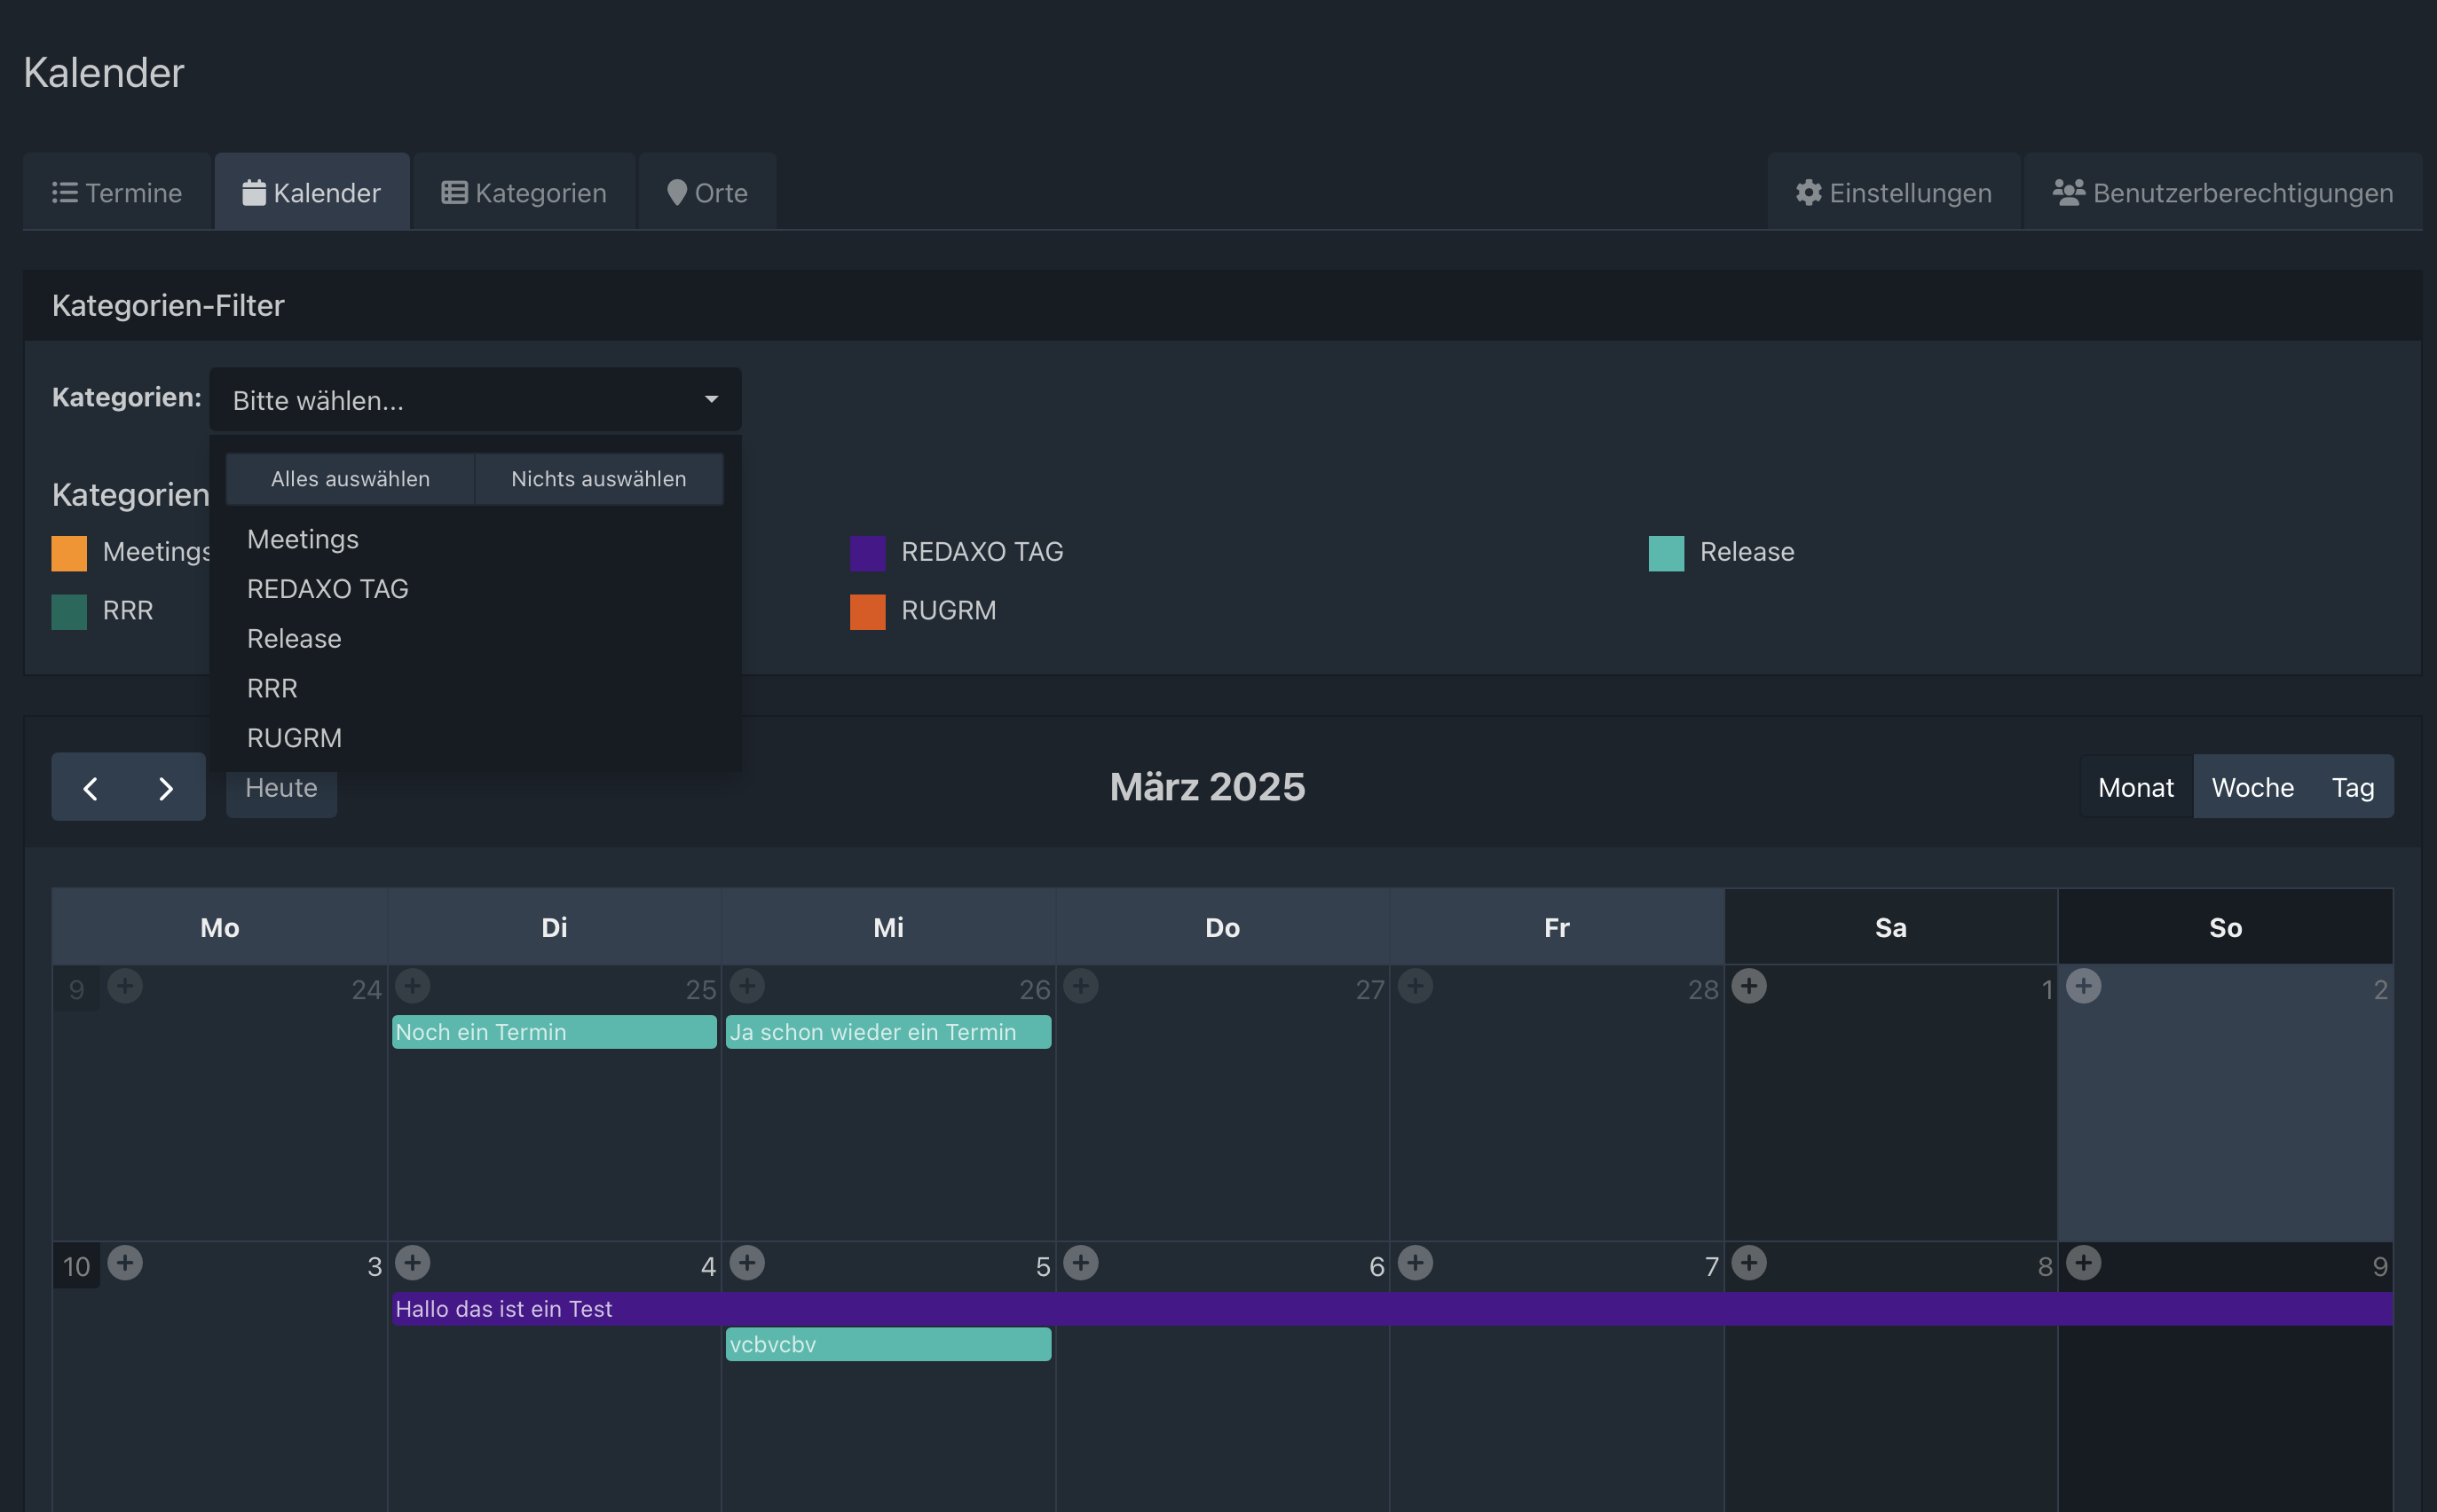 Kalender
Termine
Kalender
Kategorien
Orte
Einstellungen
Benutzerberechtigungen
Kategorien-Filter
Kategorien:
Bitte wählen...
Alles auswählen
Nichts auswählen
Meetings
REDAXO TAG
Release
RRR
RUGRM
Kategorien
Meetings
REDAXO TAG
Release
RRR
RUGRM
Heute
März 2025
Monat
Woche
Tag
Mo
Di
Mi
Do
Fr
Sa
So
9
24
25
26
27
28
1
2
Noch ein Termin
Ja schon wieder ein Termin
10
3
4
5
6
7
8
9
Hallo das ist ein Test
vcbvcbv